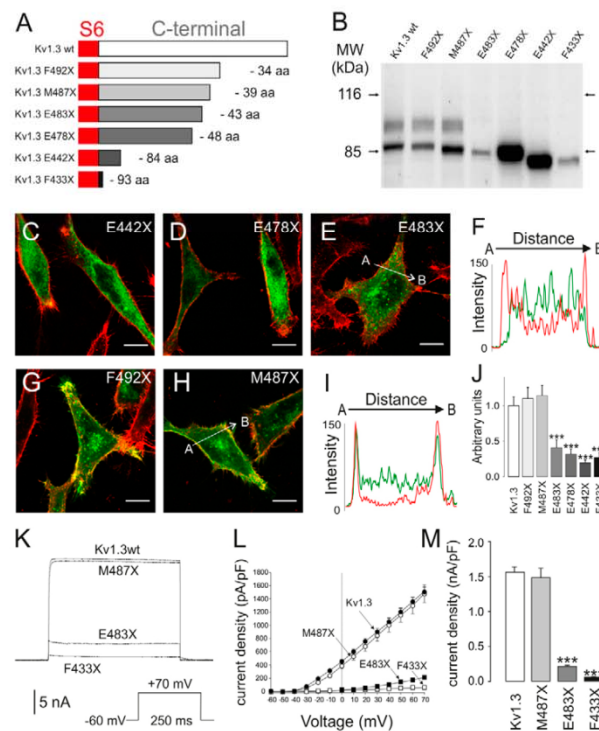 A
S6 C-terminal
Kv1.3 wt
Kv1.3 F492X - 34 aa
Kv1.3 M487X - 39 aa
Kv1.3 E483X - 43 aa
Kv1.3 E478X - 48 aa
Kv1.3 E442X - 84 aa
Kv1.3 F433X - 93 aa
B
MW
(kDa)
Kv1.3 wt F492X M487X E483X E478X E442X F433X
116
85
C E442X
D E478X
E E483X
A B
F
A Distance B
Intensity
150
0
G F492X
H M487X
A B
I
A Distance B
Intensity
150
0
J
Arbitrary units
1.0
0.5
0.0
*** *** *** **
Kv1.3 F492X M487X E483X E478X E442X F433X
K
Kv1.3wt
M487X
E483X
F433X
5 nA
+70 mV
-60 mV
250 ms
L
current density (pA/pF)
1800
1600
1400
1200
1000
800
600
400
200
0
Kv1.3
M487X
E483X
F433X
-60 -50 -40 -30 -20 -10 0 10 20 30 40 50 60 70
Voltage (mV)
M
current density (nA/pF)
2.0
1.5
1.0
0.5
0.0
*** ***
Kv1.3 M487X E483X F433X